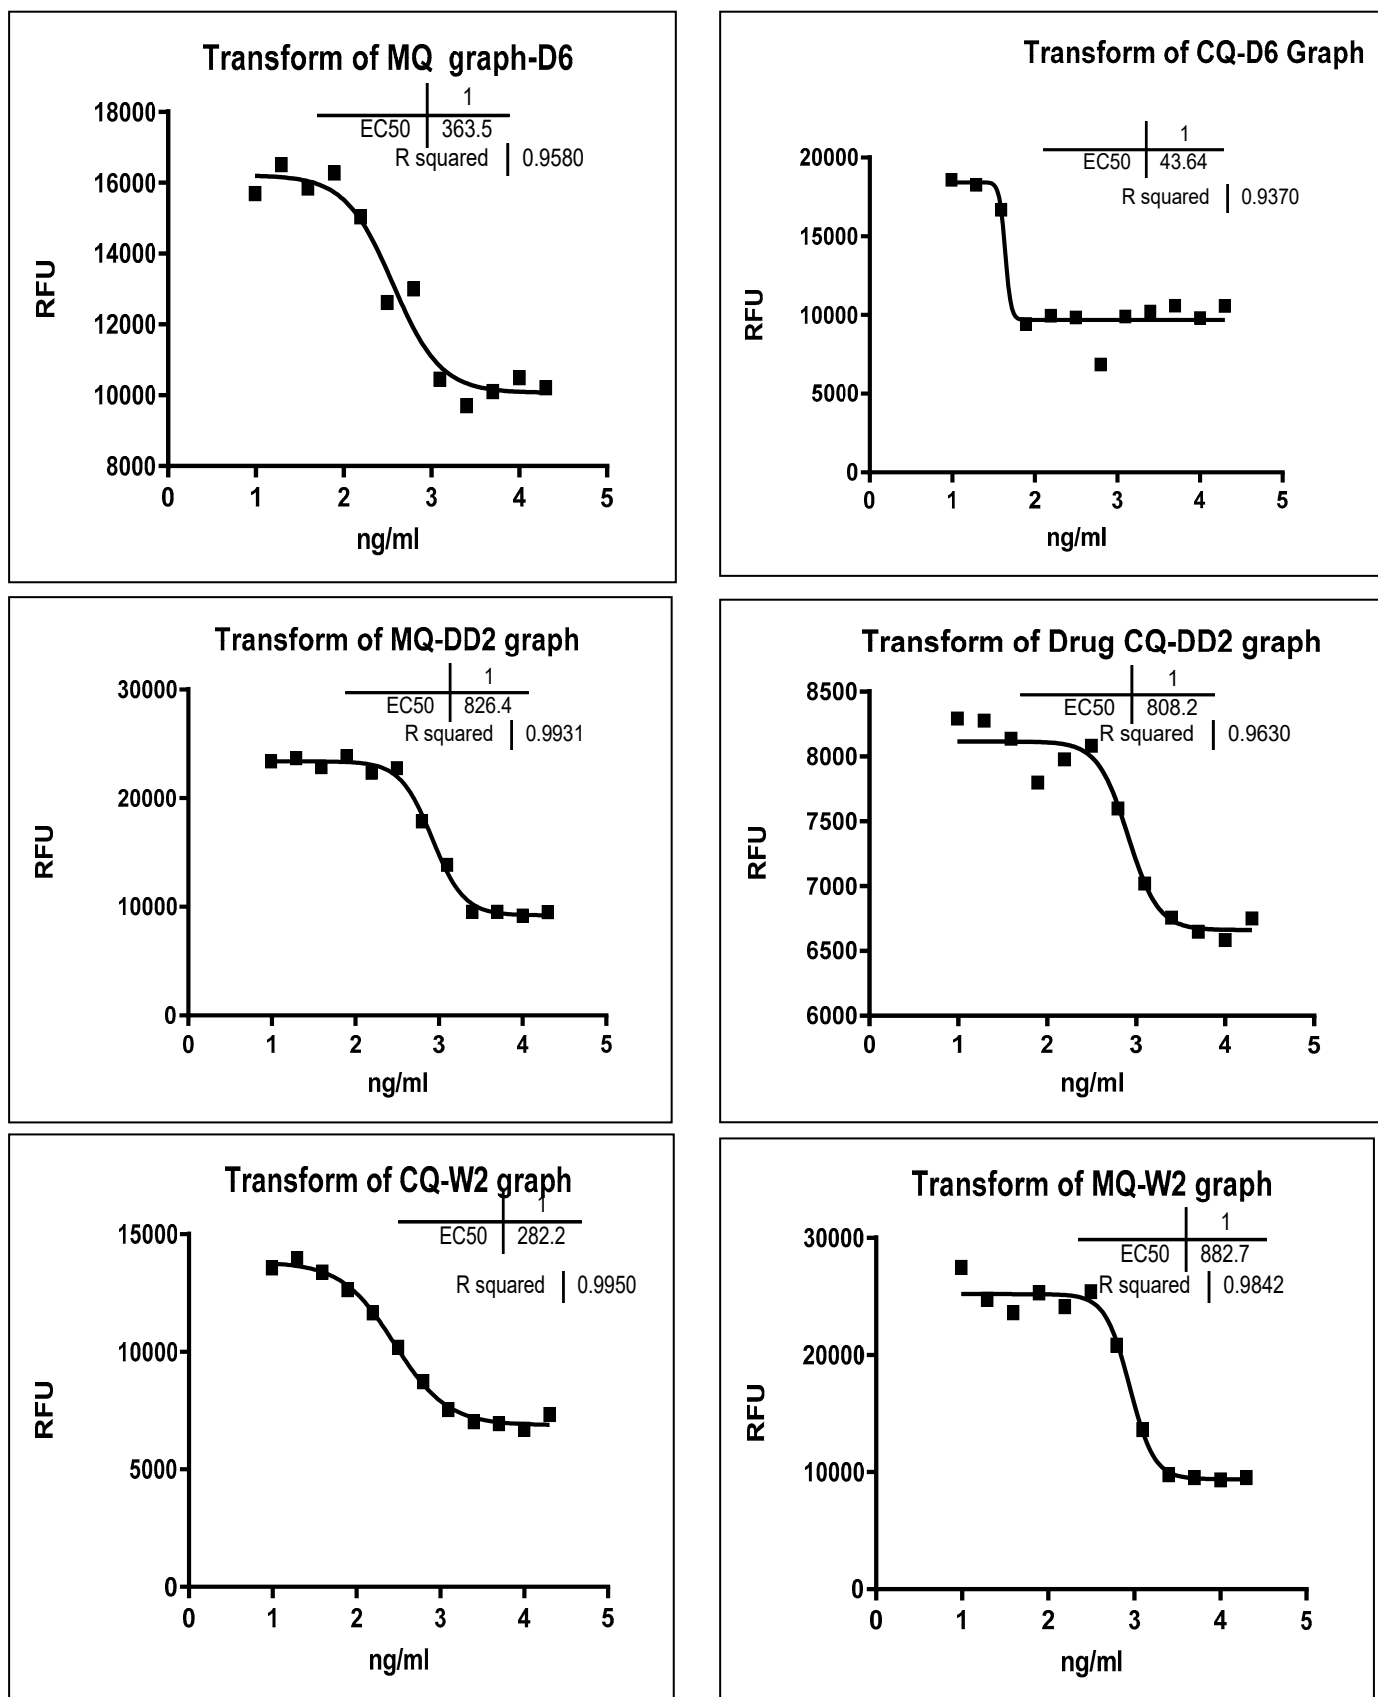 Transform of MQ graph-D6
1
EC50 363.5
R squared 0.9580
18000
16000
14000
12000
10000
8000
RFU
0 1 2 3 4 5
ng/ml
Transform of CQ-D6 Graph
1
EC50 43.64
R squared 0.9370
20000
15000
10000
5000
0
RFU
0 1 2 3 4 5
ng/ml
Transform of MQ-DD2 graph
1
EC50 826.4
R squared 0.9931
30000
20000
10000
0
RFU
0 1 2 3 4 5
ng/ml
Transform of Drug CQ-DD2 graph
1
EC50 808.2
R squared 0.9630
8500
8000
7500
7000
6500
6000
RFU
0 1 2 3 4 5
ng/ml
Transform of CQ-W2 graph
1
EC50 282.2
R squared 0.9950
15000
10000
5000
0
RFU
0 1 2 3 4 5
ng/ml
Transform of MQ-W2 graph
1
EC50 882.7
R squared 0.9842
30000
20000
10000
0
RFU
0 1 2 3 4 5
ng/ml